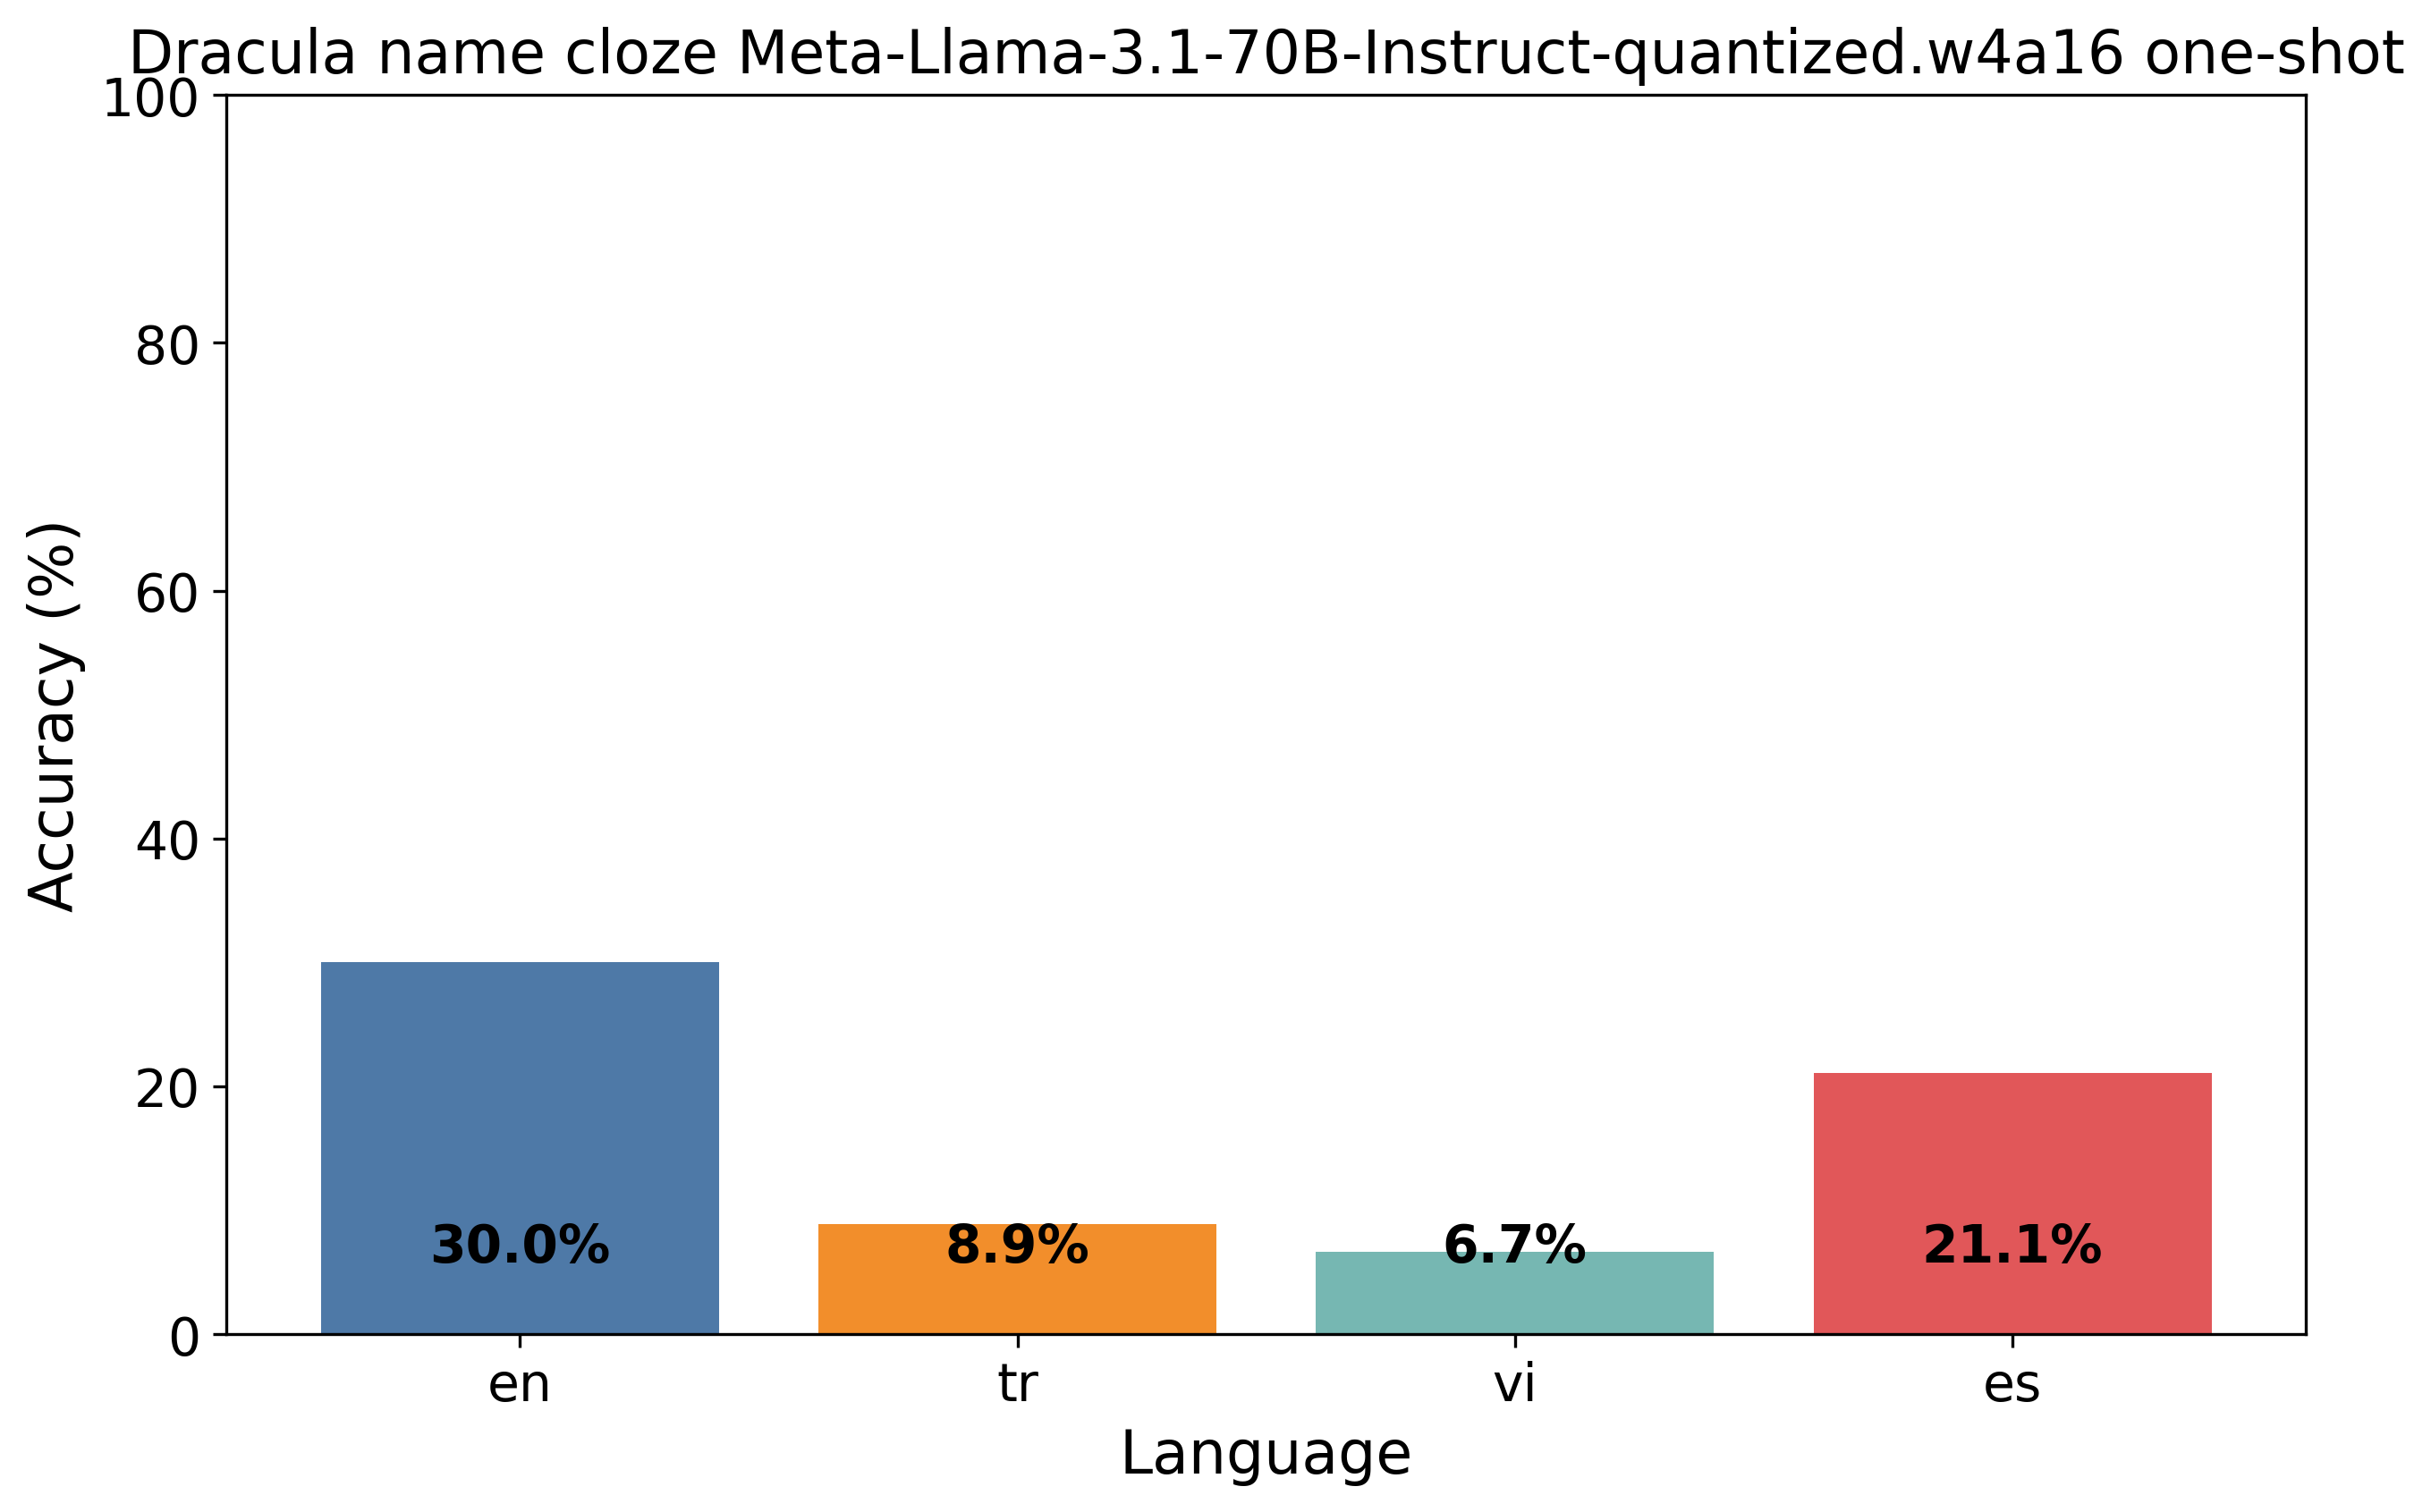 Dracula name cloze Meta-Llama-3.1-70B-Instruct-quantized.w4a16 one-shot
100
80
60
40
20
0
Accuracy (%)
30.0%
8.9%
6.7%
21.1%
en
tr
vi
es
Language